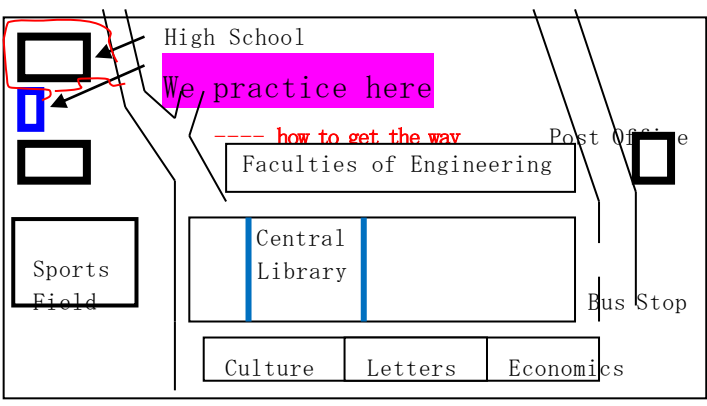 High School
We practice here
---- how to get the way
Post Office
Faculties of Engineering
Central
Library
Sports
Field
Bus Stop
Culture
Letters
Economics